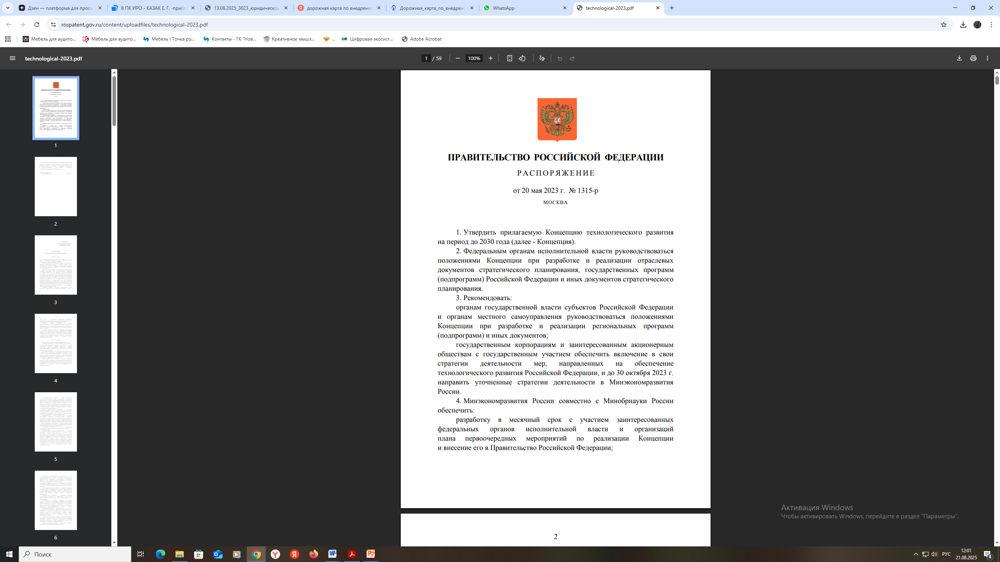 Дзен — платформа для просм
В ПК ИРО - КАЗАК Е. Г. -пригл
13.08.2025_3023_юридическое
дорожная карта по внедрени
Дорожная_карта_по_внедрен
WhatsApp
technological-2023.pdf
rospatent.gov.ru/content/uploadfiles/technological-2023.pdf
Мебель для аудито...
Мебель для аудито...
Мебель I Точка ро...
Контакты - ГК "Нов...
Креативное мышл...
...
Цифровая экосист...
Adobe Acrobat
technological-2023.pdf
1 / 59
100%
1
2
3
4
5
6
ПРАВИТЕЛЬСТВО РОССИЙСКОЙ ФЕДЕРАЦИИ
РАСПОРЯЖЕНИЕ
от 20 мая 2023 г. № 1315-р
МОСКВА
1. Утвердить прилагаемую Концепцию технологического развития
на период до 2030 года (далее - Концепция).
2. Федеральным органам исполнительной власти руководствоваться
положениями Концепции при разработке и реализации отраслевых
документов стратегического планирования, государственных программ
(подпрограмм) Российской Федерации и иных документов стратегического
планирования.
3. Рекомендовать:
органам государственной власти субъектов Российской Федерации
и органам местного самоуправления руководствоваться положениями
Концепции при разработке и реализации региональных программ
(подпрограмм) и иных документов;
государственным корпорациям и заинтересованным акционерным
обществам с государственным участием обеспечить включение в свои
стратегии деятельности мер, направленных на обеспечение
технологического развития Российской Федерации, и до 30 октября 2023 г.
направить уточненные стратегии деятельности в Минэкономразвития
России.
4. Минэкономразвития России совместно с Минобрнауки России
обеспечить:
разработку в месячный срок с участием заинтересованных
федеральных органов исполнительной власти и организаций
плана первоочередных мероприятий по реализации Концепции
и внесение его в Правительство Российской Федерации;
2
Активация Windows
Чтобы активировать Windows, перейдите в раздел "Параметры".
Поиск
РУС
12:01
21.08.2025
4